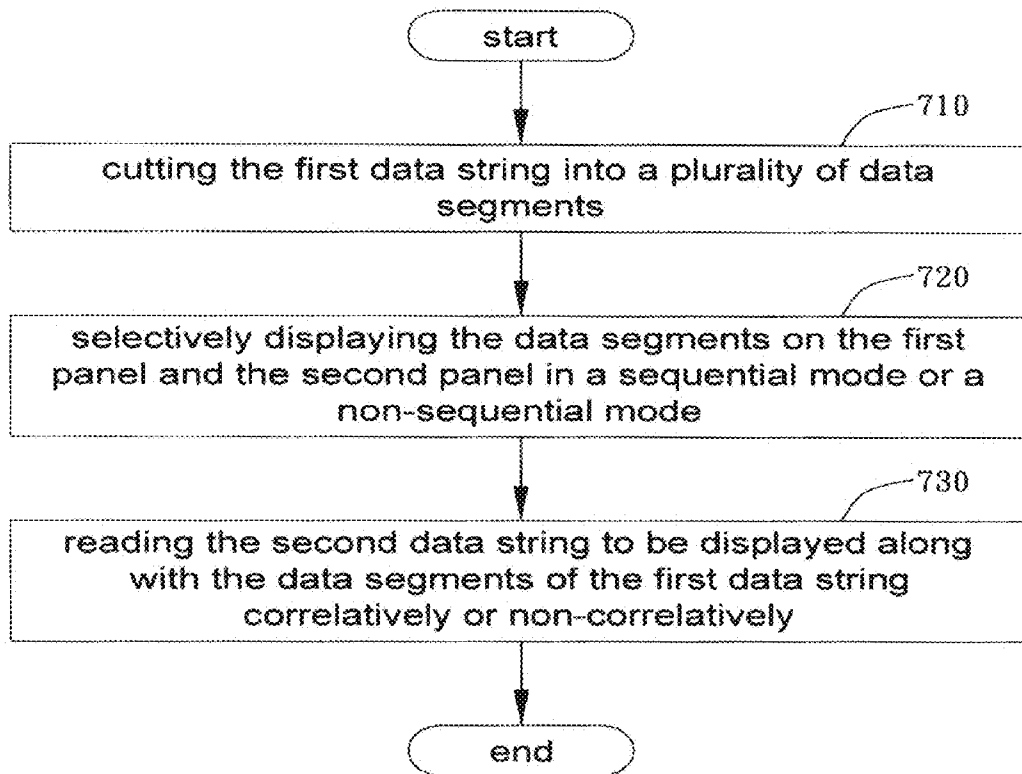 start
710
cutting the first data string into a plurality of data
segments
720
selectively displaying the data segments on the first
panel and the second panel in a sequential mode or a
non-sequential mode
730
reading the second data string to be displayed along
with the data segments of the first data string
correlatively or non-correlatively
end